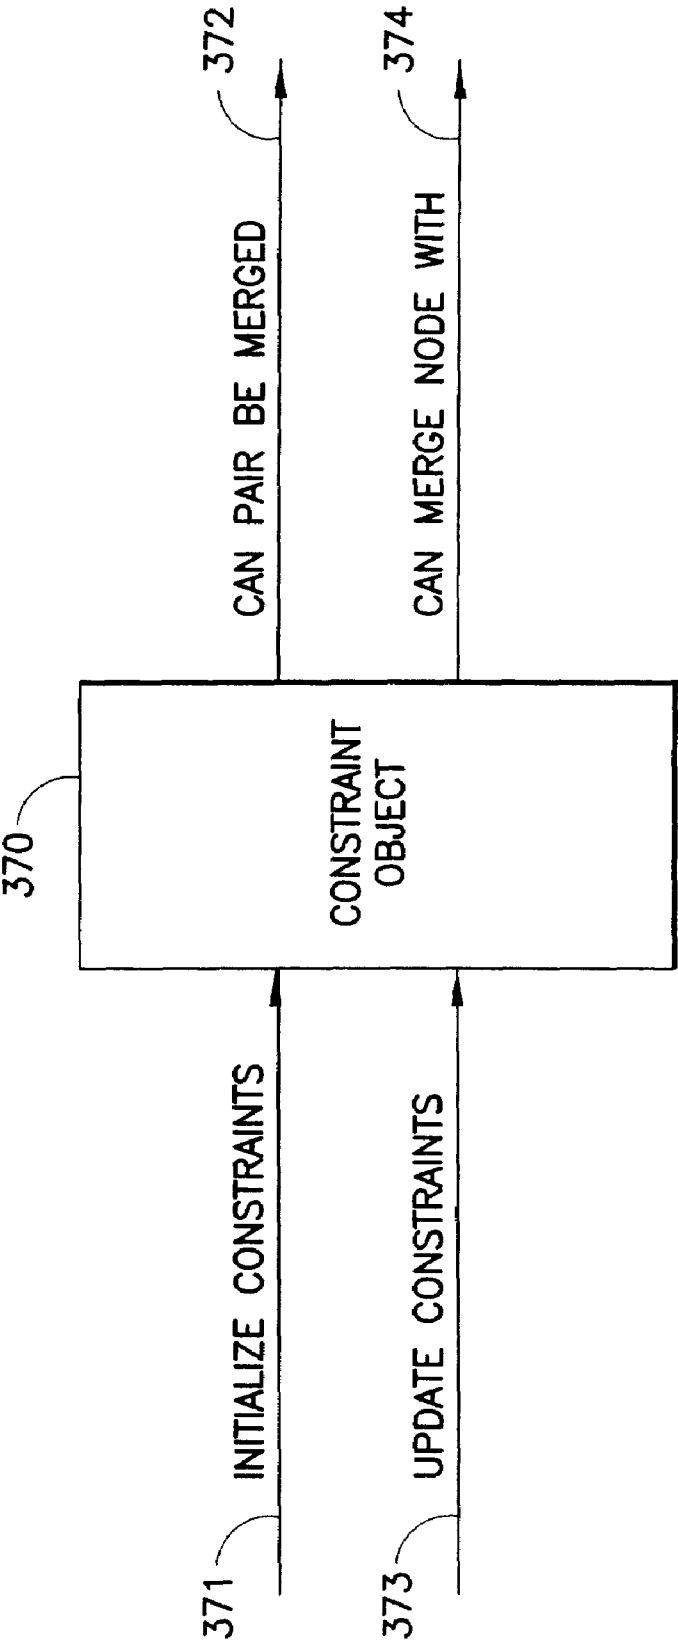 370
371
INITIALIZE CONSTRAINTS
CONSTRAINT
OBJECT
CAN PAIR BE MERGED
372
373
UPDATE CONSTRAINTS
CAN MERGE NODE WITH
374